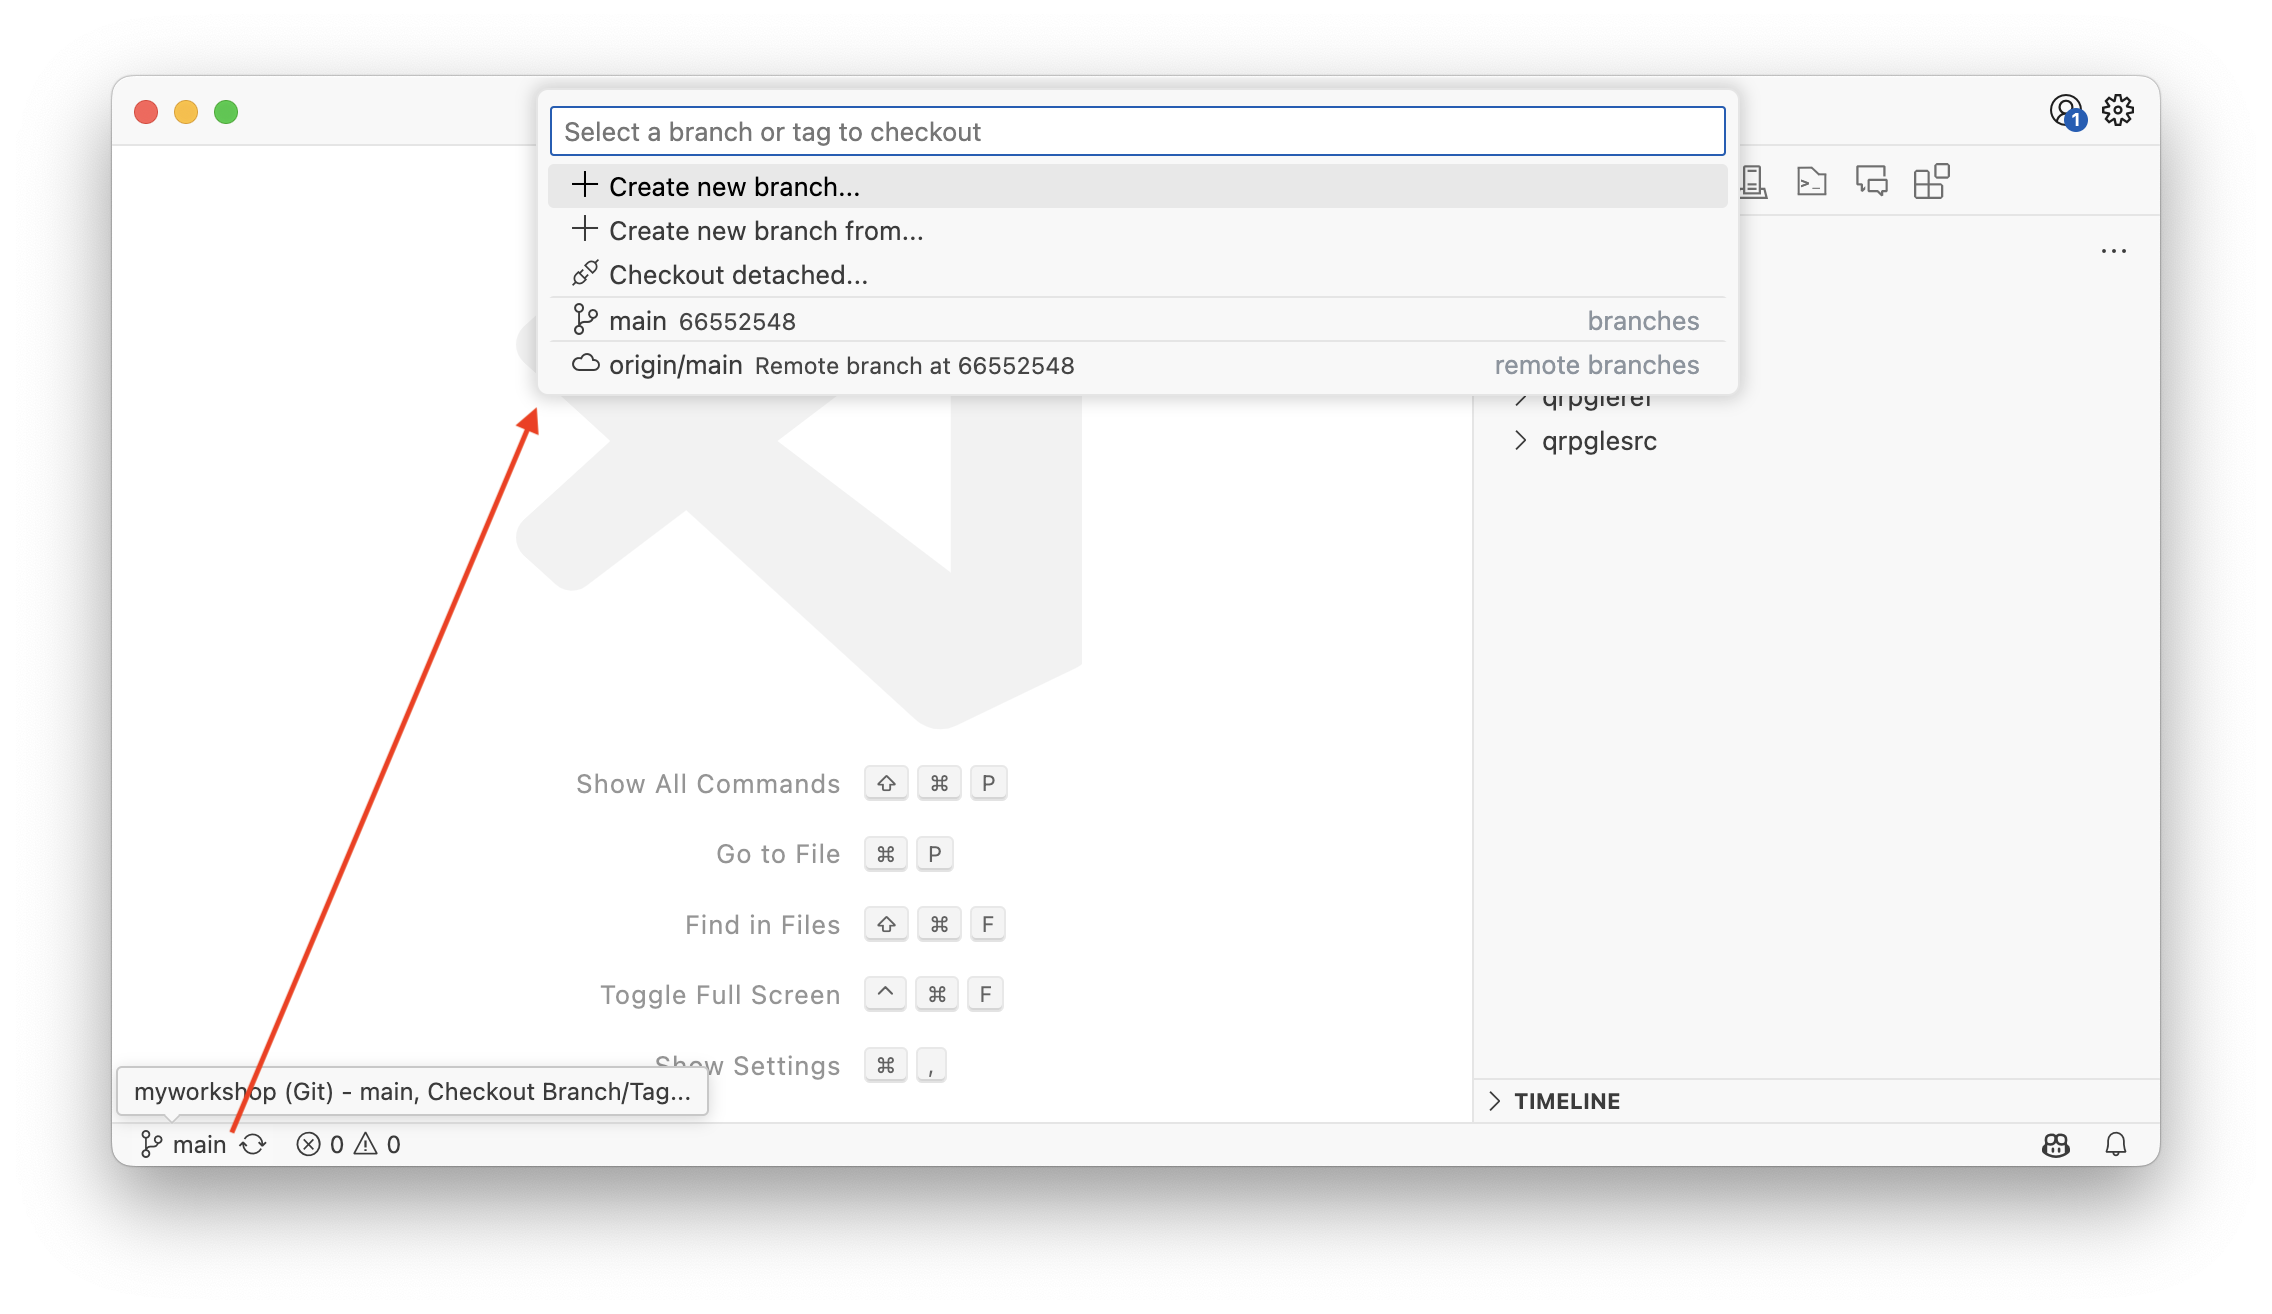 1
Select a branch or tag to checkout
Create new branch...
Create new branch from...
Checkout detached...
main 66552548 branches
origin/main Remote branch at 66552548 remote branches
qrpgleref
qrpglesrc
Show All Commands ⇧ ⌘ P
Go to File ⌘ P
Find in Files ⇧ ⌘ F
Toggle Full Screen ^ ⌘ F
Show Settings ⌘ ,
myworkshop (Git) - main, Checkout Branch/Tag...
TIMELINE
main 0 0